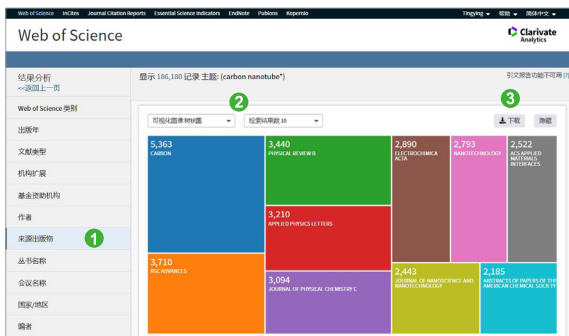 Web of Science InCites Journal Citation Reports Essential Science Indicators EndNote Publons Kopernio Tingying 帮助 简体中文
Web of Science
Clarivate
Analytics
结果分析
<<返回上一页
显示 186,180 记录 主题: (carbon nanotube*)
引文报告功能不可用 [?]
Web of Science 类别
出版年
文献类型
机构扩展
基金资助机构
作者
来源出版物
丛书名称
会议名称
国家/地区
编者
1
2
3
可视化图像 树状图
检索结果数 10
下载
隐藏
5,363
CARBON
3,440
PHYSICAL REVIEW B
2,890
ELECTROCHIMICA
ACTA
2,793
NANOTECHNOLOGY
2,522
ACS APPLIED
MATERIALS
INTERFACES
3,210
APPLIED PHYSICS LETTERS
3,710
RSC ADVANCES
3,094
JOURNAL OF PHYSICAL CHEMISTRY C
2,443
JOURNAL OF NANOSCIENCE AND
NANOTECHNOLOGY
2,185
ABSTRACTS OF PAPERS OF THE
AMERICAN CHEMICAL SOCIETY